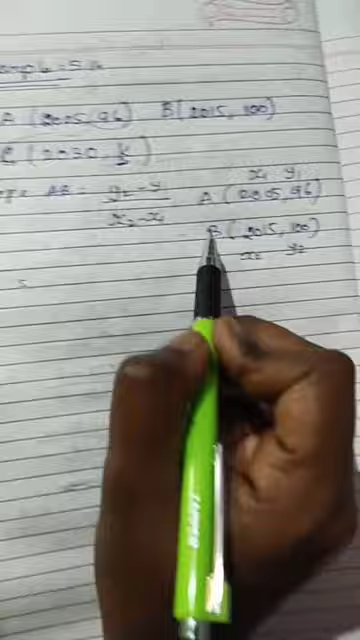 A (2005, 96) B (2015, 100)
C (2030, k)
AB = y₂ - y₁
x₂ - x₁
x₁ y₁
A (2005, 96)
B (2015, 100)
x₂ y₂